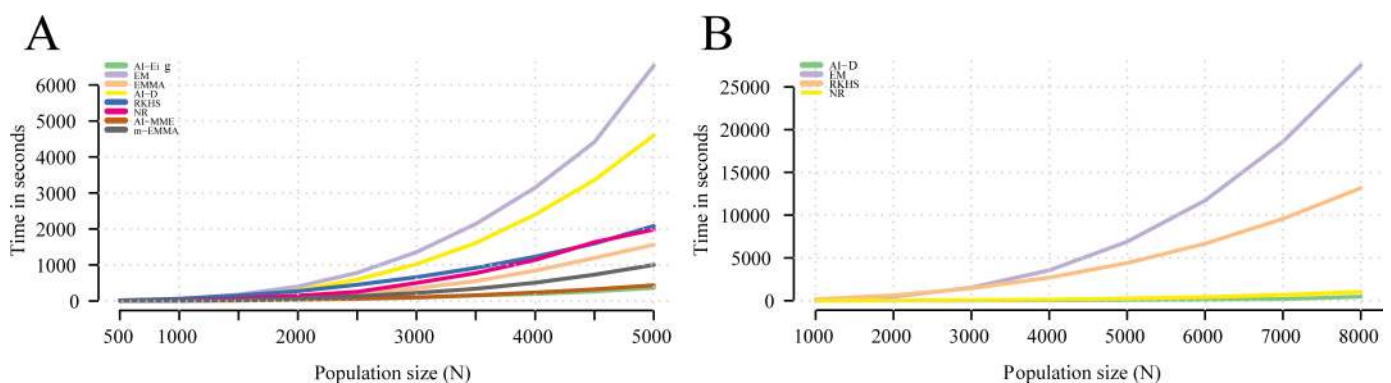 A
Time in seconds
6000
5000
4000
3000
2000
1000
0
AI-Ei g
EM
EMMA
AI-D
RKHS
NR
AI-MME
m-EMMA
500 1000 2000 3000 4000 5000
Population size (N)
B
Time in seconds
25000
20000
15000
10000
5000
0
AI-D
EM
RKHS
NR
1000 2000 3000 4000 5000 6000 7000 8000
Population size (N)